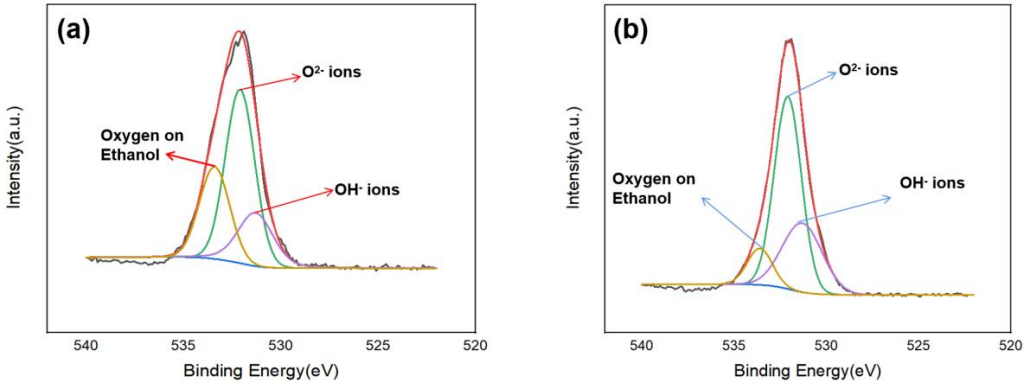 (a)
O²⁻ ions
Oxygen on
Ethanol
OH⁻ ions
Intensity(a.u.)
540 535 530 525 520
Binding Energy(eV)
(b)
O²⁻ ions
Oxygen on
Ethanol
OH⁻ ions
Intensity(a.u.)
540 535 530 525 520
Binding Energy(eV)